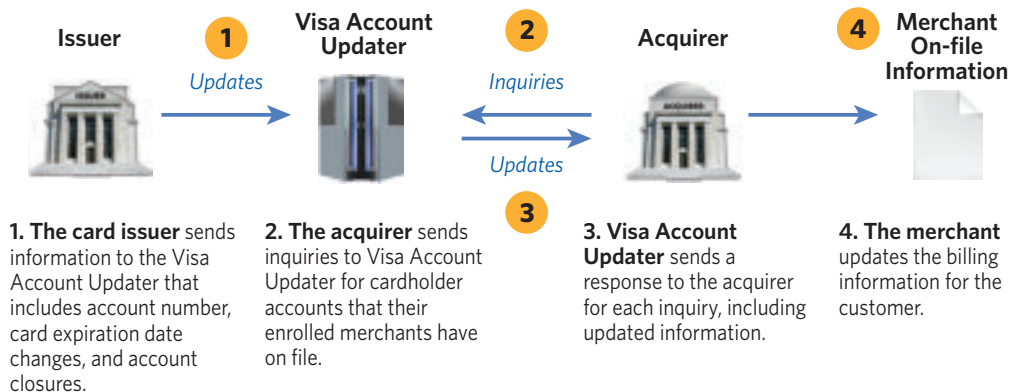 Issuer
1
Updates
Visa Account
Updater
2
Inquiries
Updates
3
Acquirer
4
Merchant
On-file
Information
ISSUER
ACQUIRER
1. The card issuer sends
information to the Visa
Account Updater that
includes account number,
card expiration date
changes, and account
closures.
2. The acquirer sends
inquiries to Visa Account
Updater for cardholder
accounts that their
enrolled merchants have
on file.
3. Visa Account
Updater sends a
response to the acquirer
for each inquiry, including
updated information.
4. The merchant
updates the billing
information for the
customer.